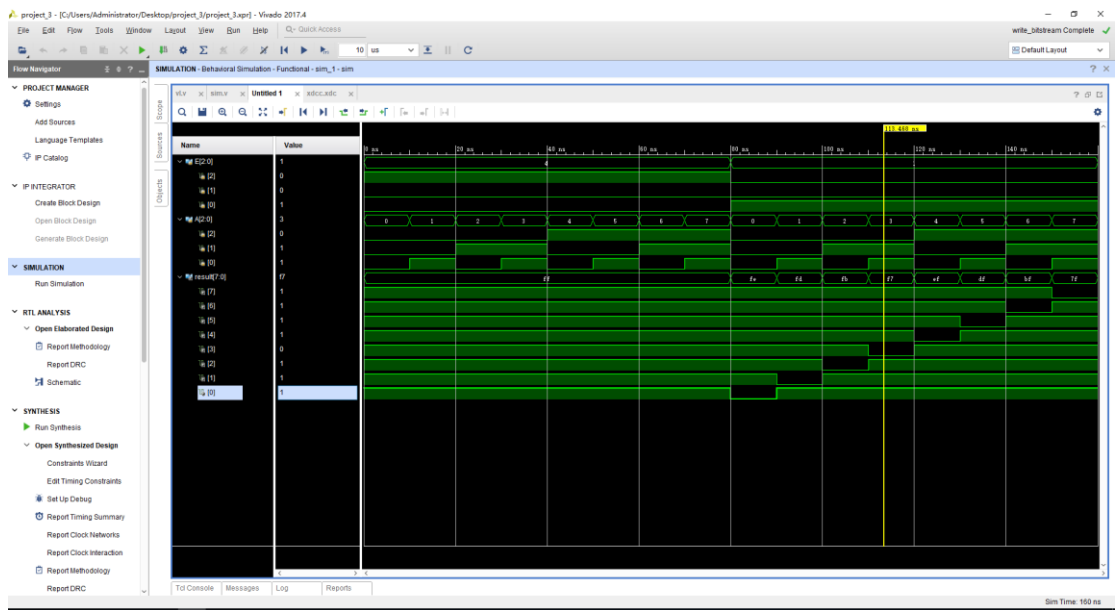 project_3 - [C:/Users/Administrator/Desktop/project_3/project_3.xpr] - Vivado 2017.4
File Edit Flow Tools Window Layout View Run Help Q- Quick Access
write_bitstream Complete
10 us
Default Layout
Flow Navigator
SIMULATION - Behavioral Simulation - Functional - sim_1 - sim
PROJECT MANAGER
Settings
Add Sources
Language Templates
IP Catalog
IP INTEGRATOR
Create Block Design
Open Block Design
Generate Block Design
SIMULATION
Run Simulation
RTL ANALYSIS
Open Elaborated Design
Report Methodology
Report DRC
Schematic
SYNTHESIS
Run Synthesis
Open Synthesized Design
Constraints Wizard
Edit Timing Constraints
Set Up Debug
Report Timing Summary
Report Clock Networks
Report Clock Interaction
Report Methodology
Report DRC
Scope
Sources
Objects
sim.v Untitled 1 xdcc.xdc
Name Value
113.480 ns
0 ns 20 ns 40 ns 60 ns 80 ns 100 ns 120 ns 140 ns
E[2:0] 1 4
[2] 0
[1] 0
[0] 1
A[2:0] 3 0 1 2 3 4 5 6 7 0 1 2 3 4 5 6 7
[2] 0
[1] 1
[0] 1
result[7:0] f7 ff fe fd fb f7 ef df bf 7f
[7] 1
[6] 1
[5] 1
[4] 1
[3] 0
[2] 1
[1] 1
[0] 1
Tcl Console Messages Log Reports
Sim Time: 160 ns